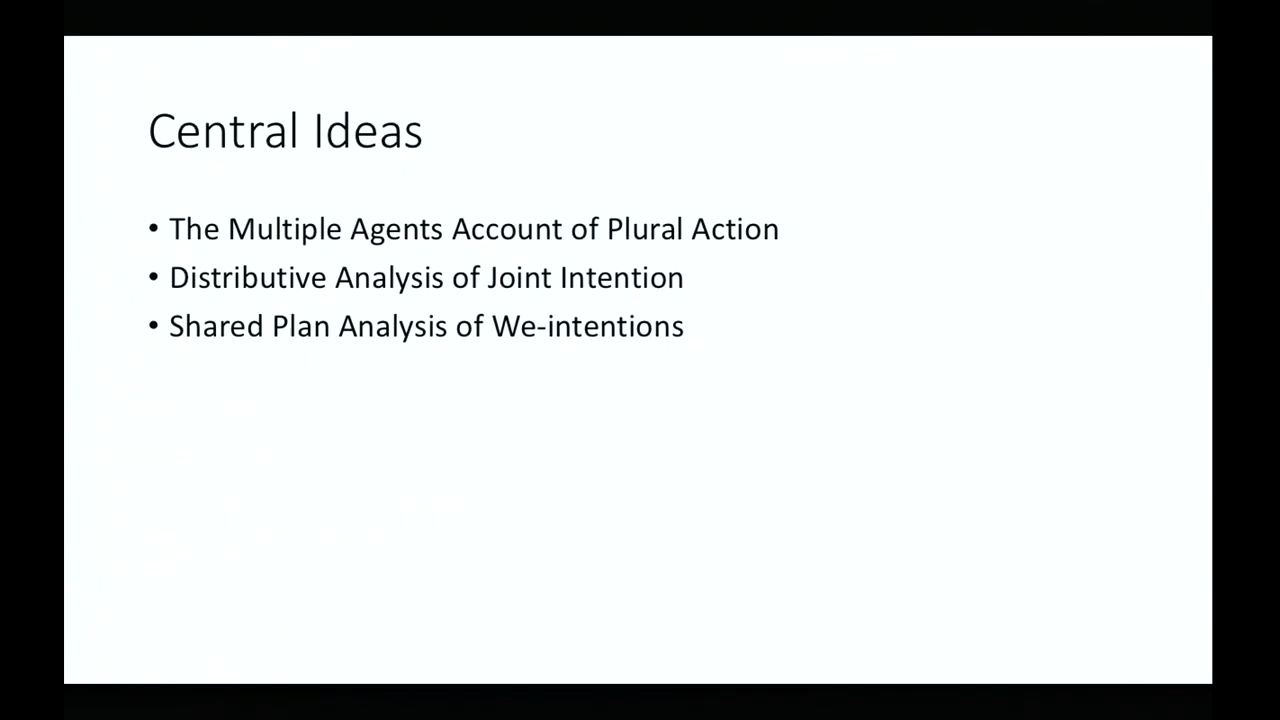 Central Ideas
• The Multiple Agents Account of Plural Action
• Distributive Analysis of Joint Intention
• Shared Plan Analysis of We-intentions